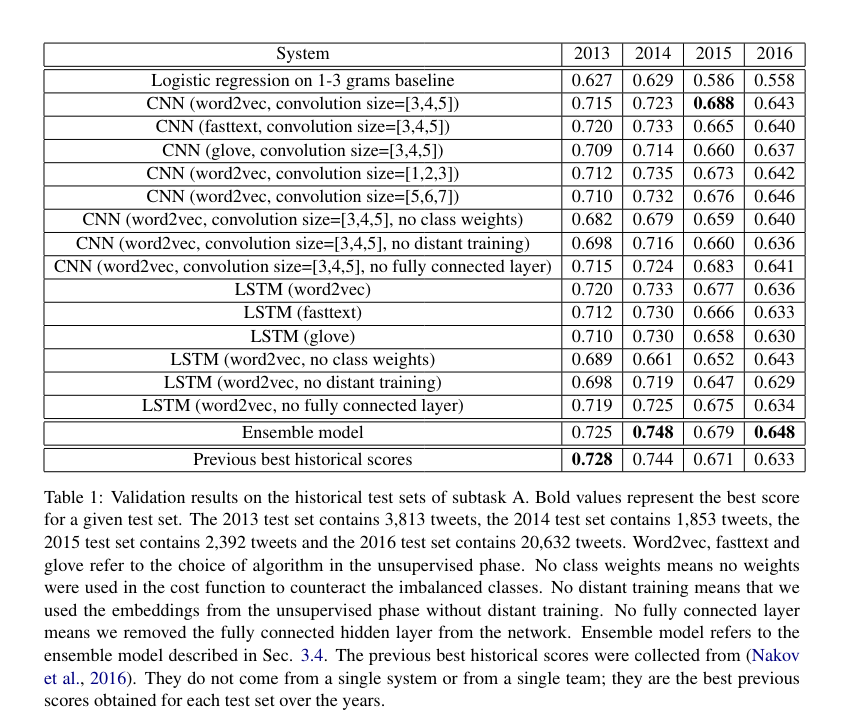 System 2013 2014 2015 2016
Logistic regression on 1-3 grams baseline 0.627 0.629 0.586 0.558
CNN (word2vec, convolution size=[3,4,5]) 0.715 0.723 0.688 0.643
CNN (fasttext, convolution size=[3,4,5]) 0.720 0.733 0.665 0.640
CNN (glove, convolution size=[3,4,5]) 0.709 0.714 0.660 0.637
CNN (word2vec, convolution size=[1,2,3]) 0.712 0.735 0.673 0.642
CNN (word2vec, convolution size=[5,6,7]) 0.710 0.732 0.676 0.646
CNN (word2vec, convolution size=[3,4,5], no class weights) 0.682 0.679 0.659 0.640
CNN (word2vec, convolution size=[3,4,5], no distant training) 0.698 0.716 0.660 0.636
CNN (word2vec, convolution size=[3,4,5], no fully connected layer) 0.715 0.724 0.683 0.641
LSTM (word2vec) 0.720 0.733 0.677 0.636
LSTM (fasttext) 0.712 0.730 0.666 0.633
LSTM (glove) 0.710 0.730 0.658 0.630
LSTM (word2vec, no class weights) 0.689 0.661 0.652 0.643
LSTM (word2vec, no distant training) 0.698 0.719 0.647 0.629
LSTM (word2vec, no fully connected layer) 0.719 0.725 0.675 0.634
Ensemble model 0.725 0.748 0.679 0.648
Previous best historical scores 0.728 0.744 0.671 0.633
Table 1: Validation results on the historical test sets of subtask A. Bold values represent the best score
for a given test set. The 2013 test set contains 3,813 tweets, the 2014 test set contains 1,853 tweets, the
2015 test set contains 2,392 tweets and the 2016 test set contains 20,632 tweets. Word2vec, fasttext and
glove refer to the choice of algorithm in the unsupervised phase. No class weights means no weights
were used in the cost function to counteract the imbalanced classes. No distant training means that we
used the embeddings from the unsupervised phase without distant training. No fully connected layer
means we removed the fully connected hidden layer from the network. Ensemble model refers to the
ensemble model described in Sec. 3.4. The previous best historical scores were collected from (Nakov
et al., 2016). They do not come from a single system or from a single team; they are the best previous
scores obtained for each test set over the years.